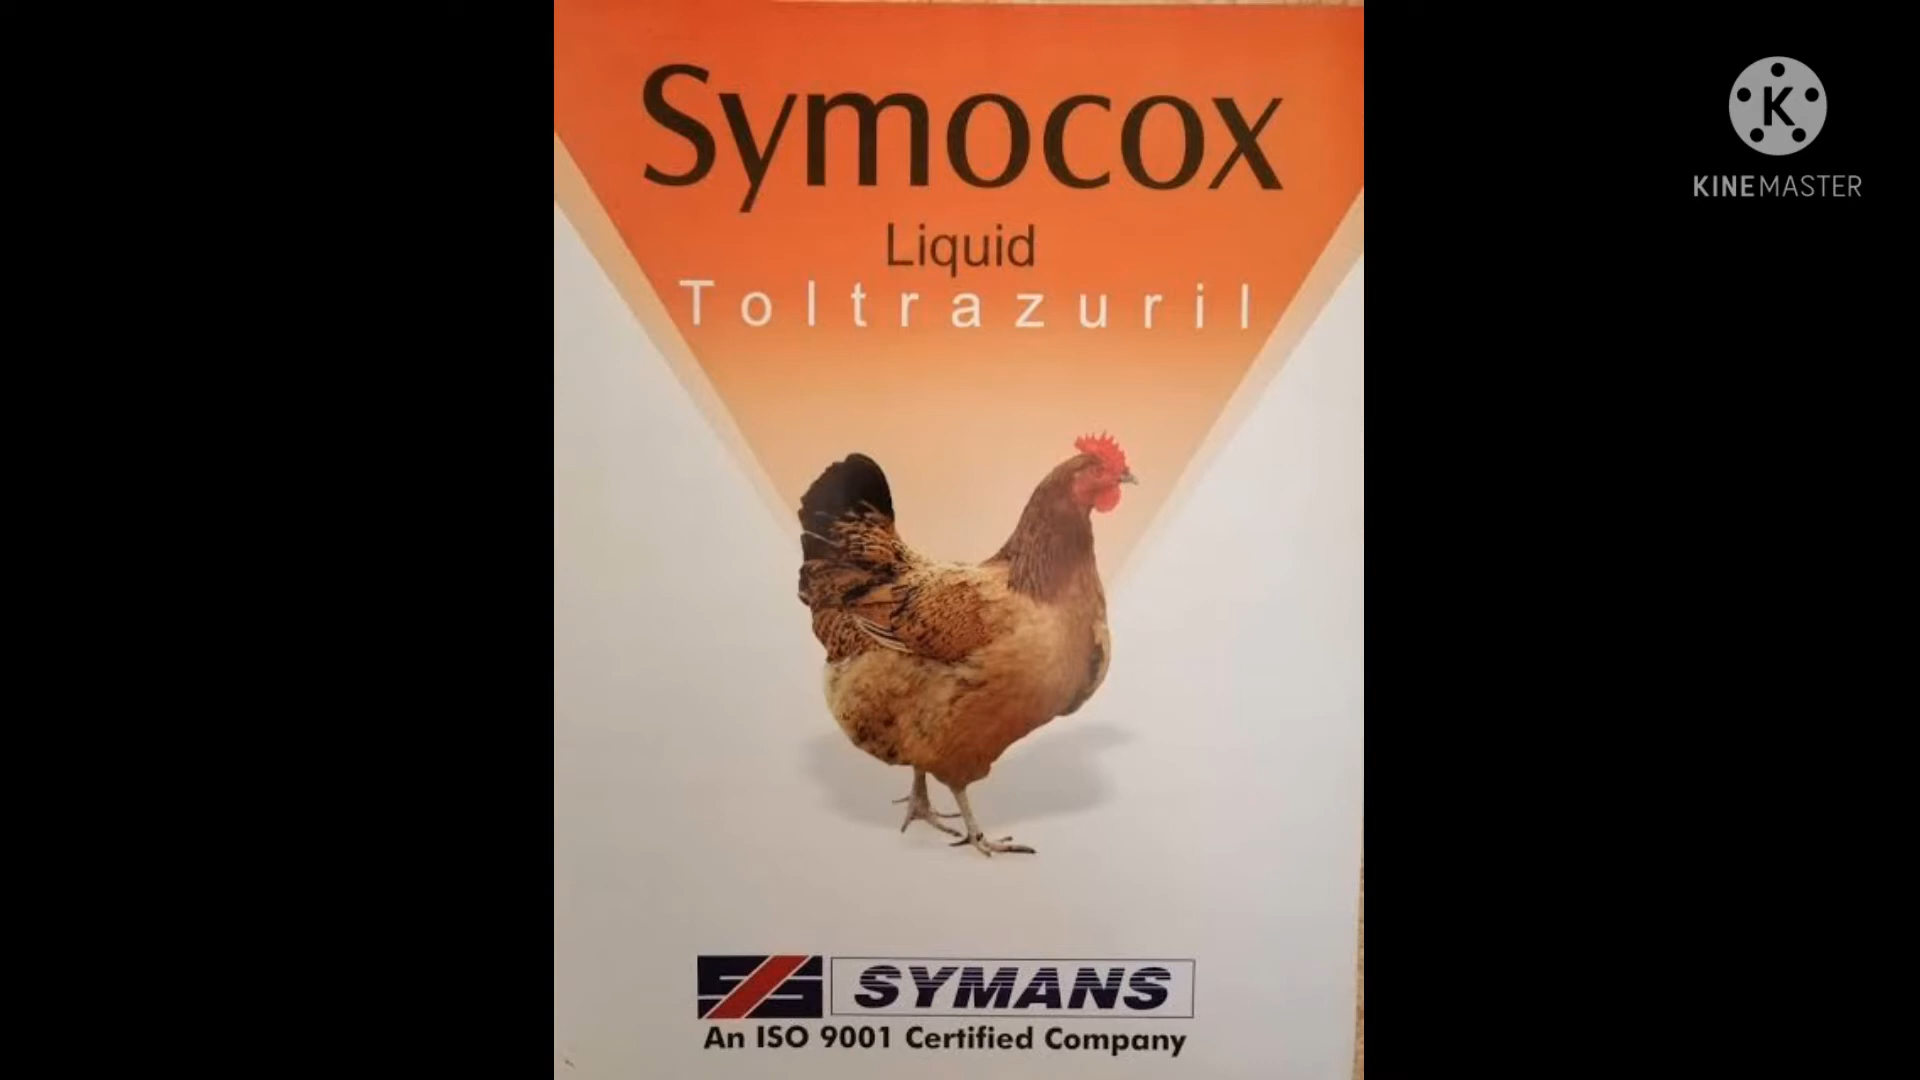 Symocox
Liquid
Toltrazuril
SYMANS
An ISO 9001 Certified Company
K
KINEMASTER